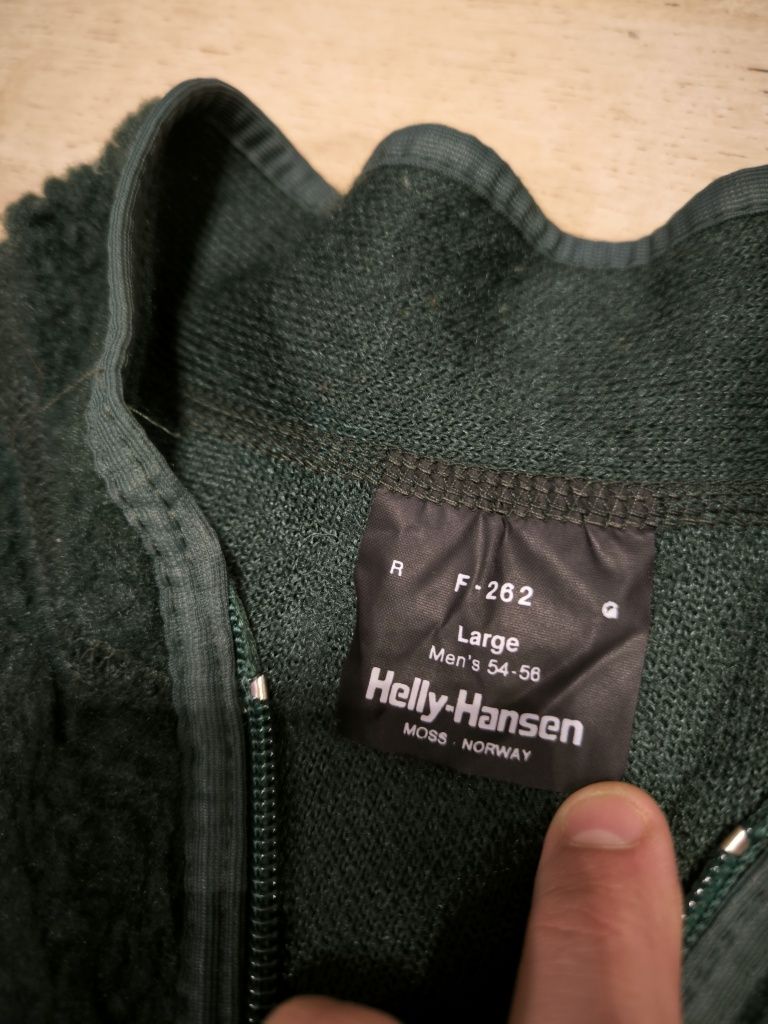 R F-262 G
Large
Men's 54-56
Helly-Hansen
MOSS . NORWAY